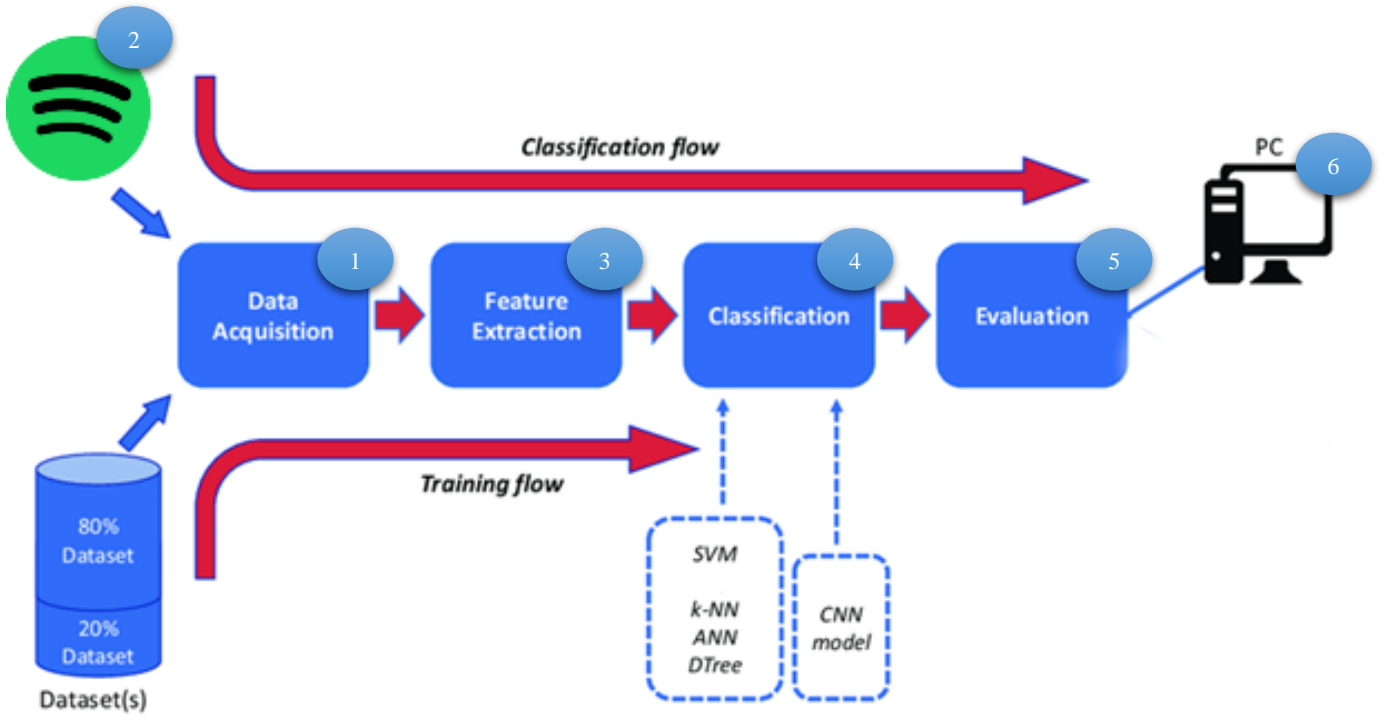 2
Classification flow
PC
6
1
3
4
5
Data
Acquisition
Feature
Extraction
Classification
Evaluation
Training flow
80%
Dataset
20%
Dataset
Dataset(s)
SVM
k-NN
ANN
DTree
CNN
model